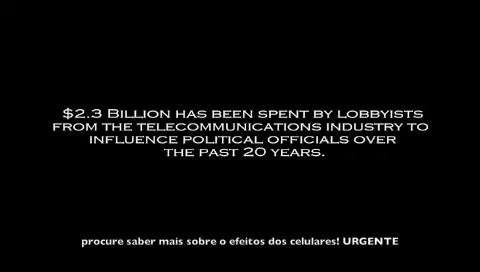 $2.3 Billion has been spent by lobbyists
from the telecommunications industry to
influence political officials over
the past 20 years.
procure saber mais sobre o efeitos dos celulares! URGENTE